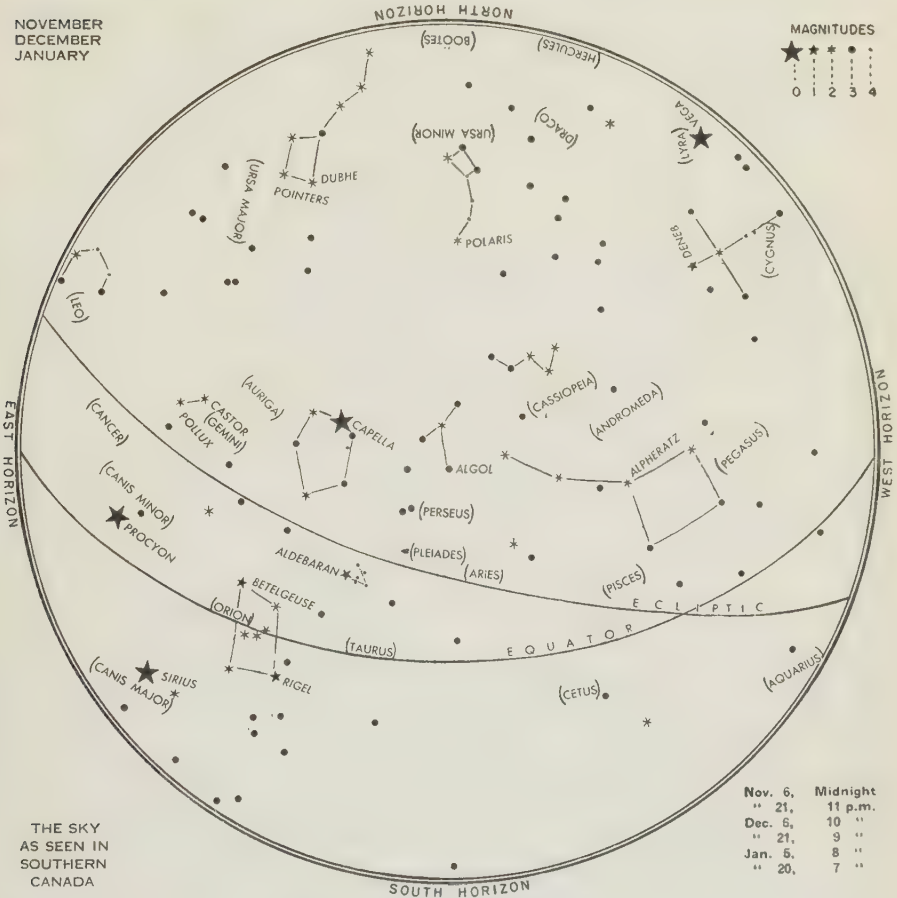 NOVEMBER
DECEMBER
JANUARY
NORTH HORIZON
MAGNITUDES
0 1 2 3 4
(BOÖTES)
(HERCULES)
(DRACO)
(URSA MINOR)
VEGA
(LYRA)
DUBHE
POINTERS
(URSA MAJOR)
POLARIS
DENEB
(CYGNUS)
(LEO)
EAST HORIZON
WEST HORIZON
(CANCER)
CASTOR
(GEMINI)
POLLUX
(AURIGA)
CAPELLA
(CASSIOPEIA)
(ANDROMEDA)
ALGOL
ALPHERATZ
(PEGASUS)
(CANIS MINOR)
PROCYON
(PERSEUS)
ALDEBARAN
(PLEIADES)
(ARIES)
(PISCES)
ECLIPTIC
BETELGEUSE
(ORION)
(TAURUS)
EQUATOR
SIRIUS
(CANIS MAJOR)
RIGEL
(CETUS)
(AQUARIUS)
THE SKY
AS SEEN IN
SOUTHERN
CANADA
SOUTH HORIZON
Nov. 6, Midnight
" 21, 11 p.m.
Dec. 6, 10 "
" 21, 9 "
Jan. 5, 8 "
" 20, 7 "